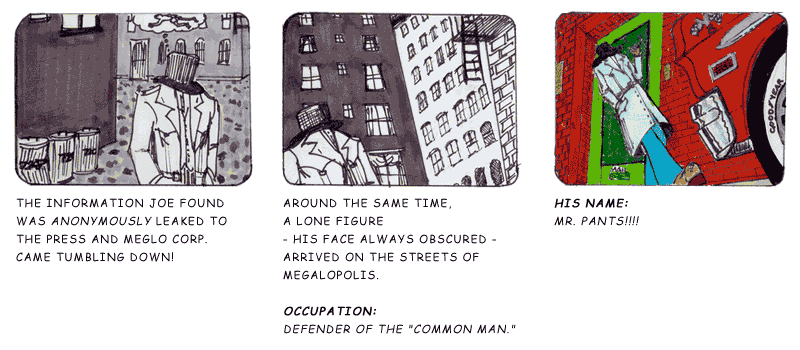 THE INFORMATION JOE FOUND
WAS ANONYMOUSLY LEAKED TO
THE PRESS AND MEGLO CORP.
CAME TUMBLING DOWN!
AROUND THE SAME TIME,
A LONE FIGURE
- HIS FACE ALWAYS OBSCURED -
ARRIVED ON THE STREETS OF
MEGALOPOLIS.
OCCUPATION:
DEFENDER OF THE "COMMON MAN."
HIS NAME:
MR. PANTS!!!!
GOODYEAR